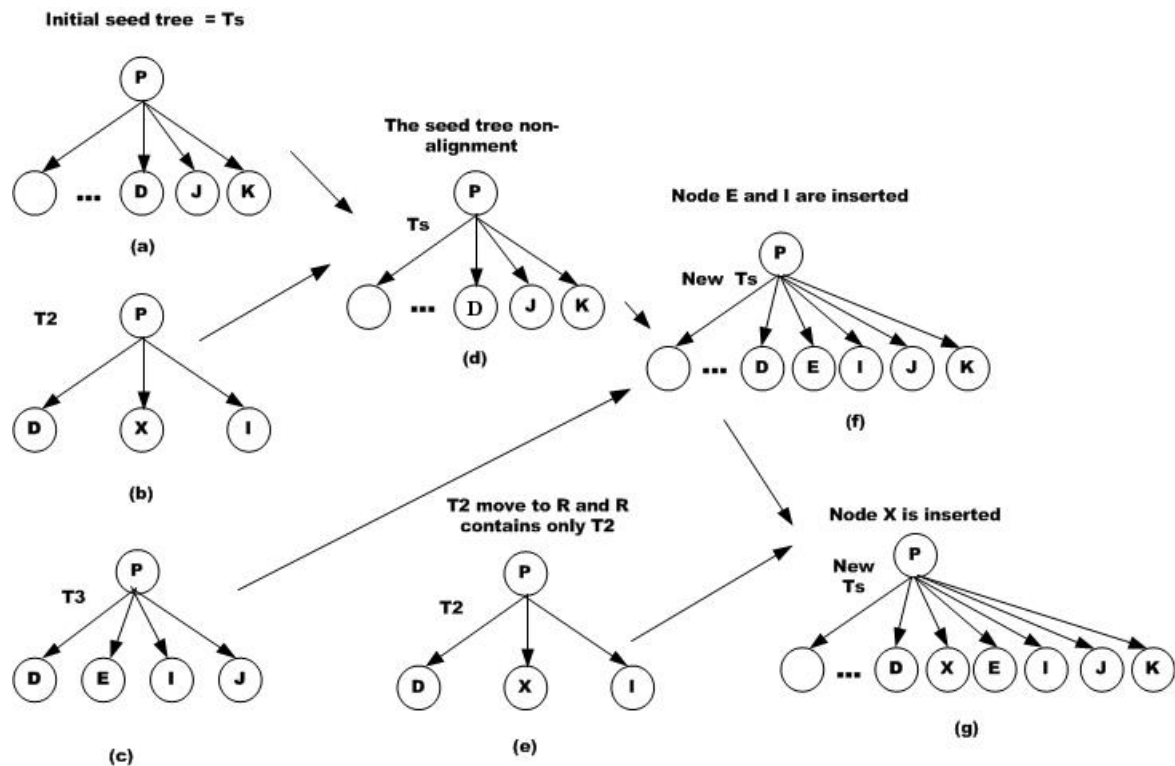 Initial seed tree = Ts
P
... D J K
(a)
T2
P
D X I
(b)
T3
P
D E I J
(c)
The seed tree non-
alignment
P
Ts
... D J K
(d)
T2 move to R and R
contains only T2
P
T2
D X I
(e)
Node E and I are inserted
P
New Ts
... D E I J K
(f)
Node X is inserted
P
New
Ts
... D X E I J K
(g)